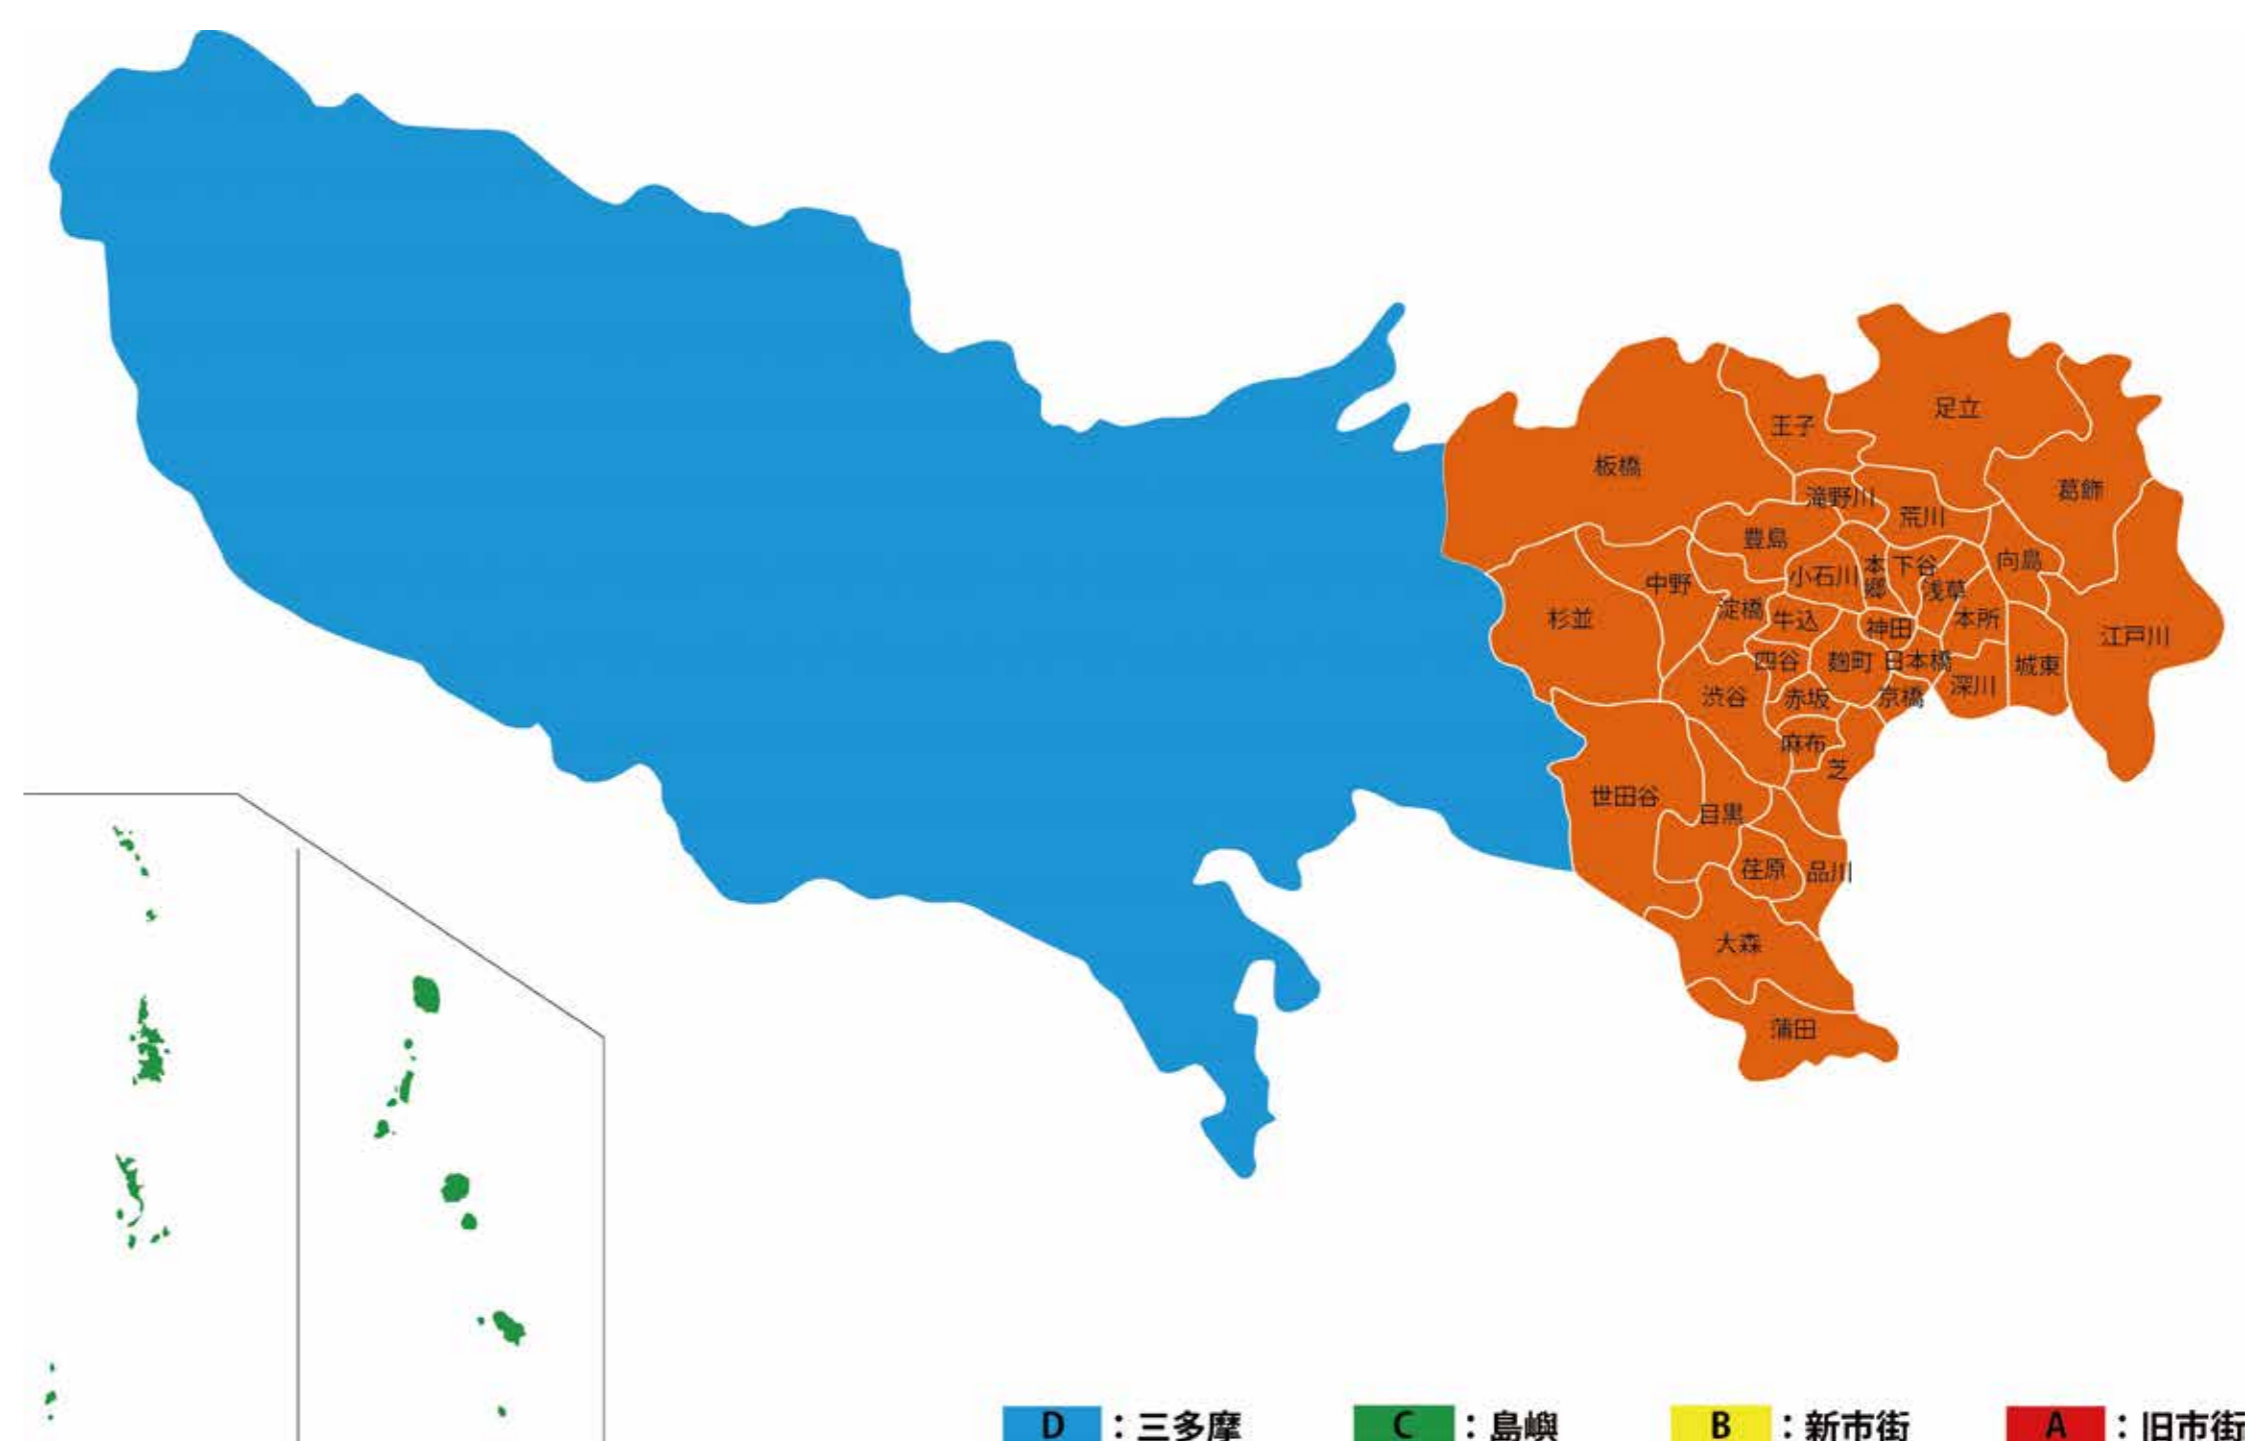 足立
王子
板橋
葛飾
滝野川
荒川
豊島
向島
本郷
下谷
小石川
中野
浅草
淀橋
杉並
牛込
本所
神田
江戸川
四谷
麹町
日本橋
城東
深川
渋谷
赤坂
京橋
麻布
芝
世田谷
目黒
荏原
品川
大森
蒲田
D：三多摩
C：島嶼
B：新市街
A：旧市街